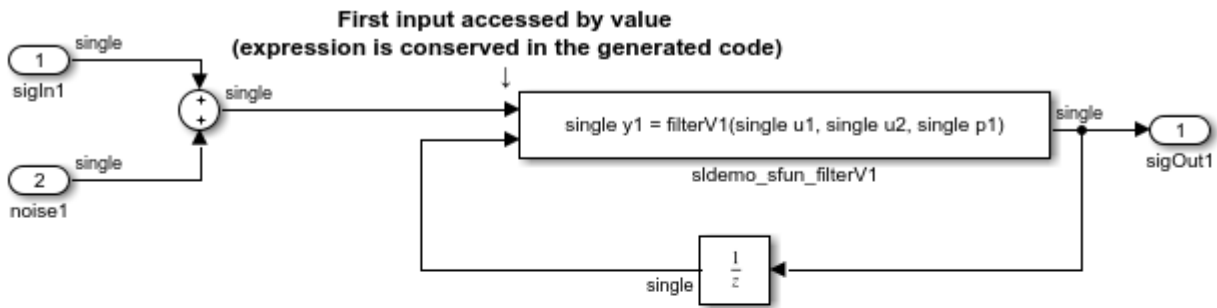 First input accessed by value
(expression is conserved in the generated code)
↓
single
1
sigIn1
+
+
single
single
2
noise1
single y1 = filterV1(single u1, single u2, single p1)
sldemo_sfun_filterV1
single
1
sigOut1
single
1
z